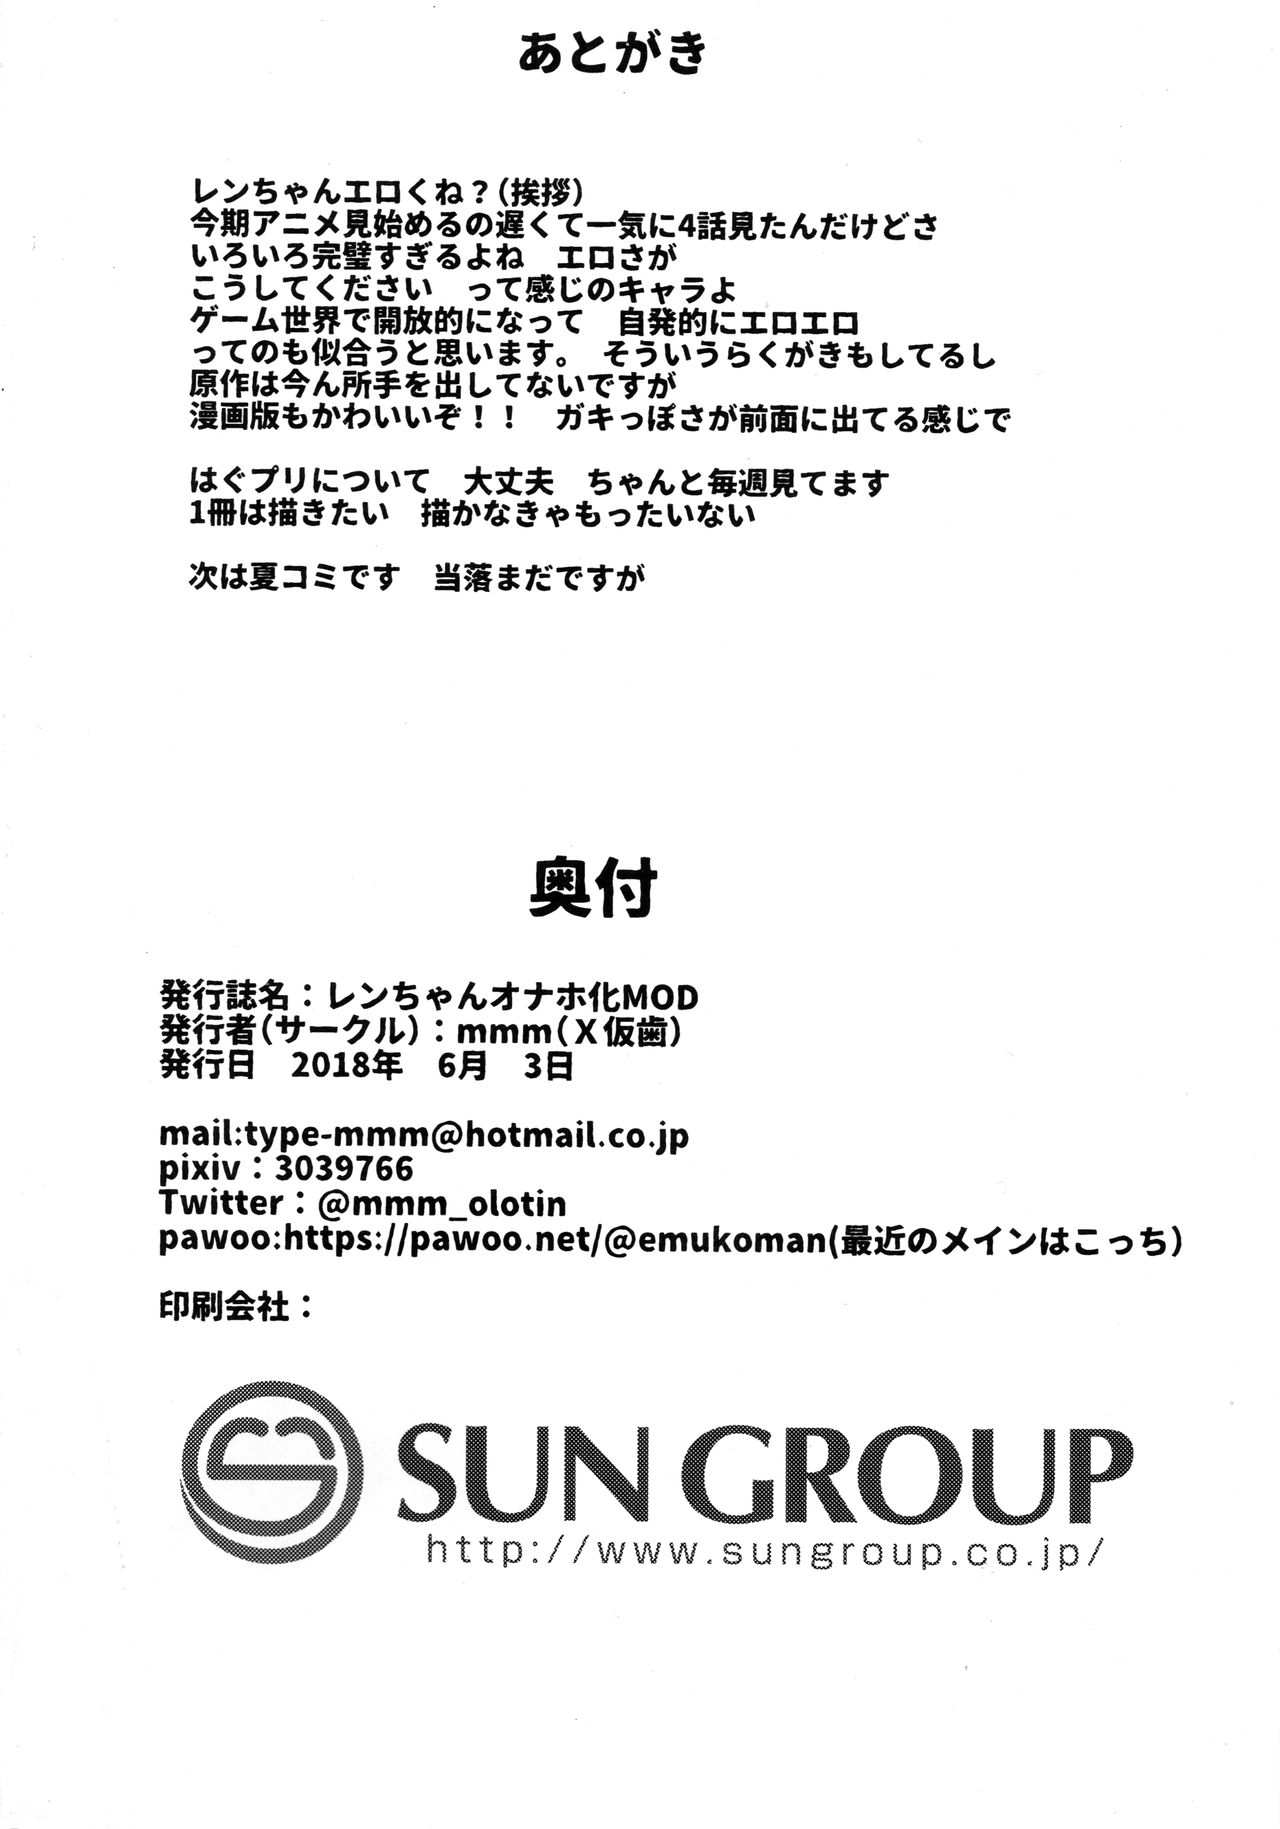 あとがき
レンちゃんエロくね？(挨拶)
今期アニメ見始めるの遅くて一気に4話見たんだけどさ
いろいろ完璧すぎるよね　エロさが
こうしてください　って感じのキャラよ
ゲーム世界で開放的になって　自発的にエロエロ
ってのも似合うと思います。　そういうらくがきもしてるし
原作は今ん所手を出してないですが
漫画版もかわいいぞ！！　ガキっぽさが前面に出てる感じで
はぐプリについて　大丈夫　ちゃんと毎週見てます
1冊は描きたい　描かなきゃもったいない
次は夏コミです　当落まだですが
奥付
発行誌名：レンちゃんオナホ化MOD
発行者(サークル)：mmm(Ｘ仮歯)
発行日　2018年　6月　3日
mail:type-mmm@hotmail.co.jp
pixiv：3039766
Twitter：@mmm_olotin
pawoo:https://pawoo.net/@emukoman(最近のメインはこっち)
印刷会社：
SUN GROUP
http://www.sungroup.co.jp/